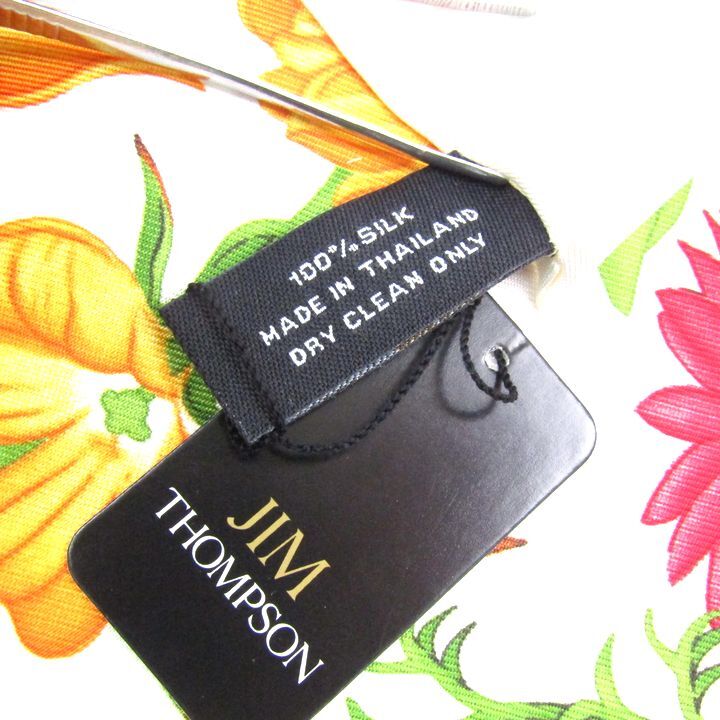 100% SILK
MADE IN THAILAND
DRY CLEAN ONLY
JIM
THOMPSON